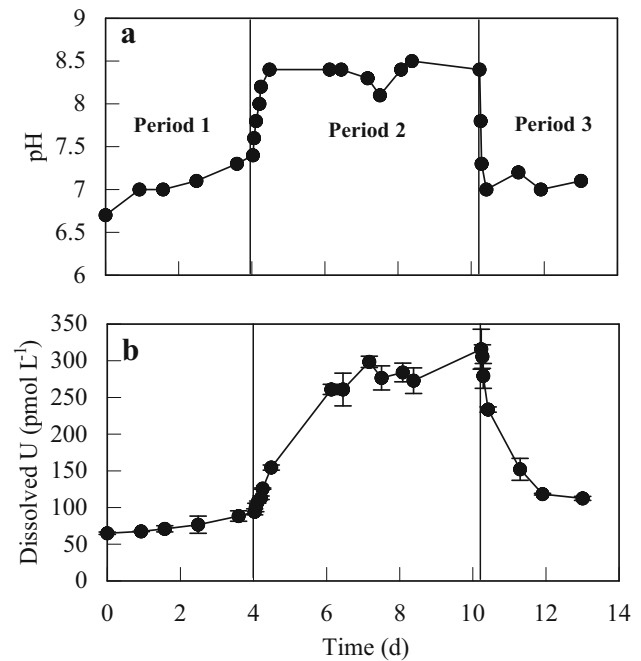 a
9
8.5
8
7.5
7
6.5
6
pH
Period 1
Period 2
Period 3
b
350
300
250
200
150
100
50
0
Dissolved U (pmol L⁻¹)
0 2 4 6 8 10 12 14
Time (d)